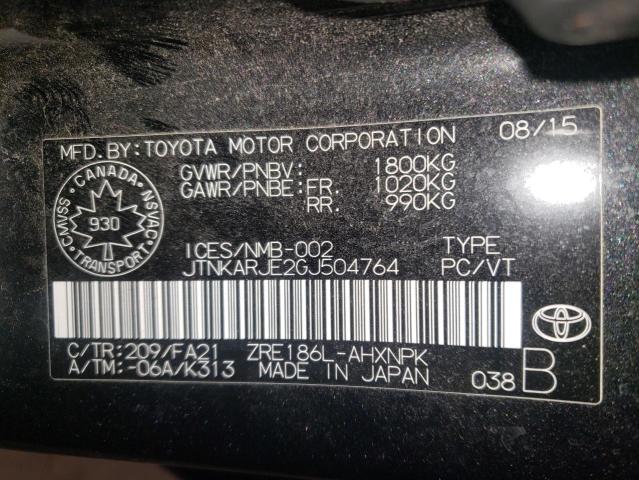 MFD. BY: TOYOTA MOTOR CORPORATION 08/15
GVWR/PNBV: 1800KG
GAWR/PNBE: FR. 1020KG
RR. 990KG
CANADA
CMVSS 930 NSVAC
TRANSPORT
ICES/NMB-002 TYPE
JTNKARJE2GJ504764 PC/VT
C/TR: 209/FA21 ZRE186L-AHXNPK
A/TM: -06A/K313 MADE IN JAPAN 038 B